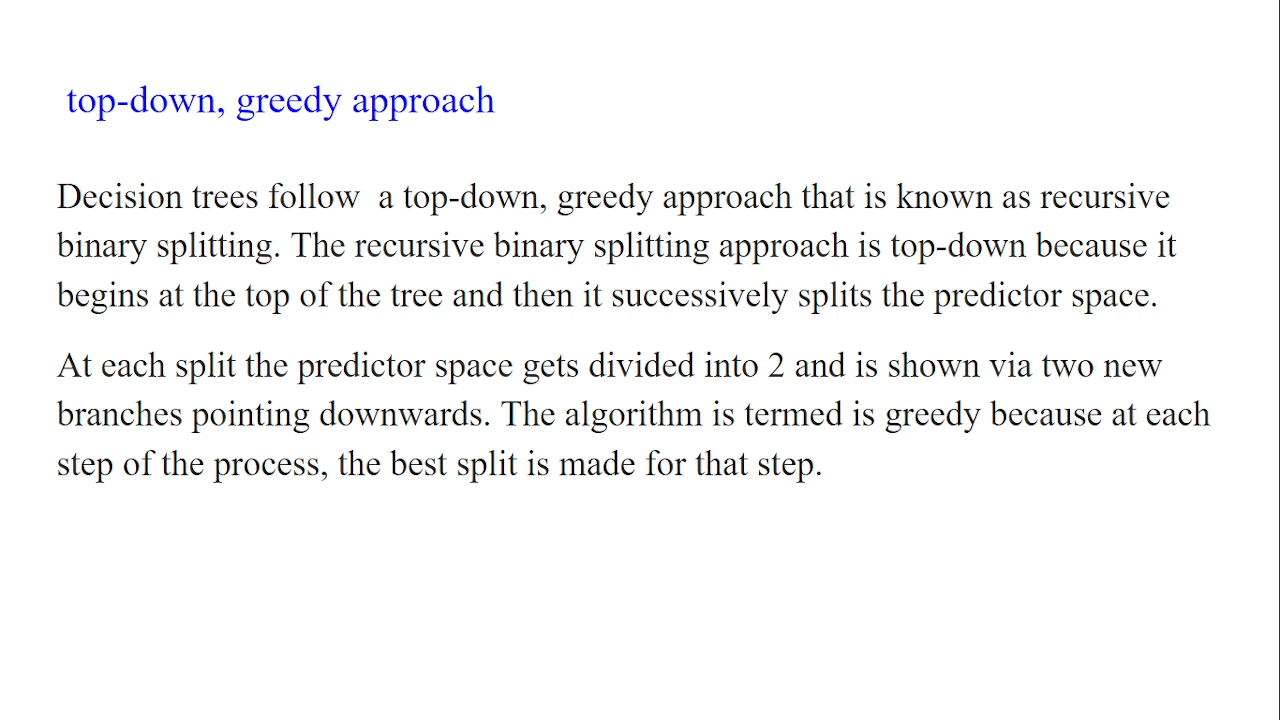 top-down, greedy approach
Decision trees follow  a top-down, greedy approach that is known as recursive
binary splitting. The recursive binary splitting approach is top-down because it
begins at the top of the tree and then it successively splits the predictor space.
At each split the predictor space gets divided into 2 and is shown via two new
branches pointing downwards. The algorithm is termed is greedy because at each
step of the process, the best split is made for that step.